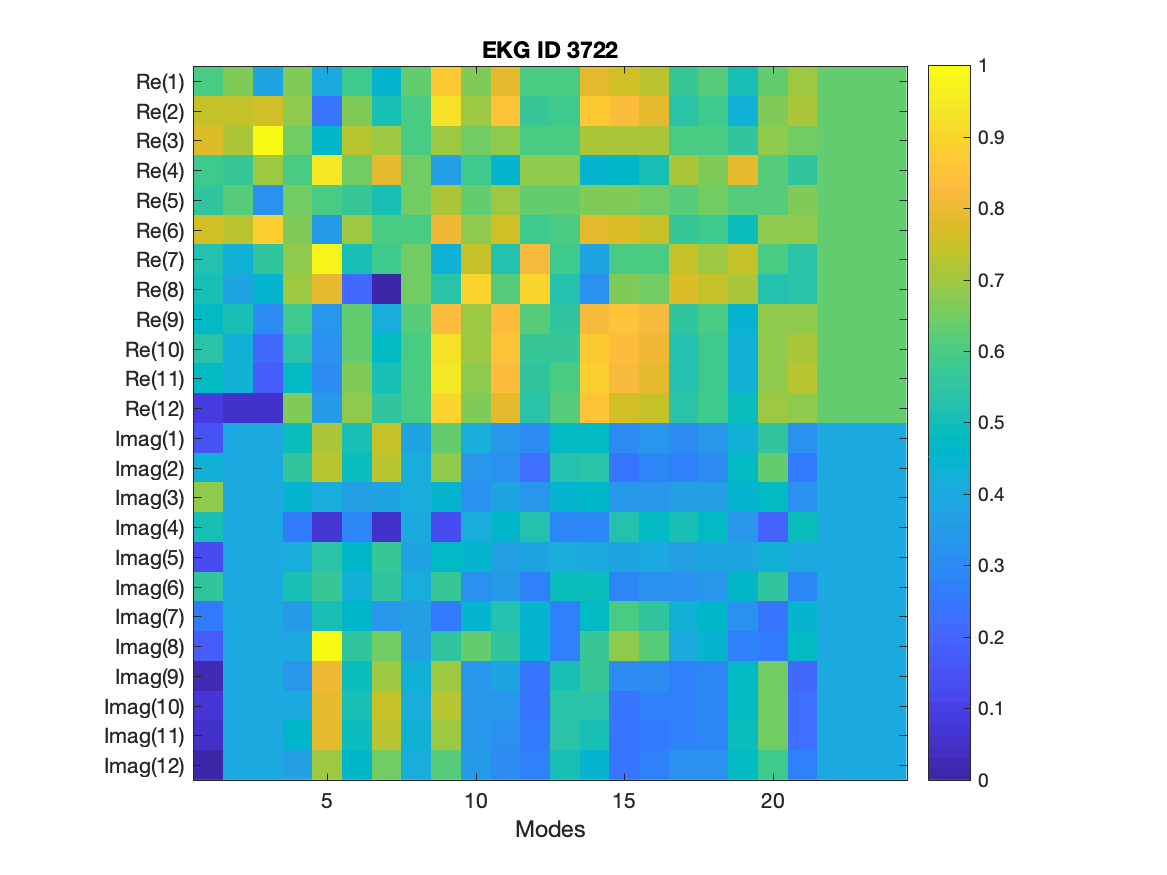 EKG ID 3722
Re(1)
Re(2)
Re(3)
Re(4)
Re(5)
Re(6)
Re(7)
Re(8)
Re(9)
Re(10)
Re(11)
Re(12)
Imag(1)
Imag(2)
Imag(3)
Imag(4)
Imag(5)
Imag(6)
Imag(7)
Imag(8)
Imag(9)
Imag(10)
Imag(11)
Imag(12)
5 10 15 20
Modes
1
0.9
0.8
0.7
0.6
0.5
0.4
0.3
0.2
0.1
0